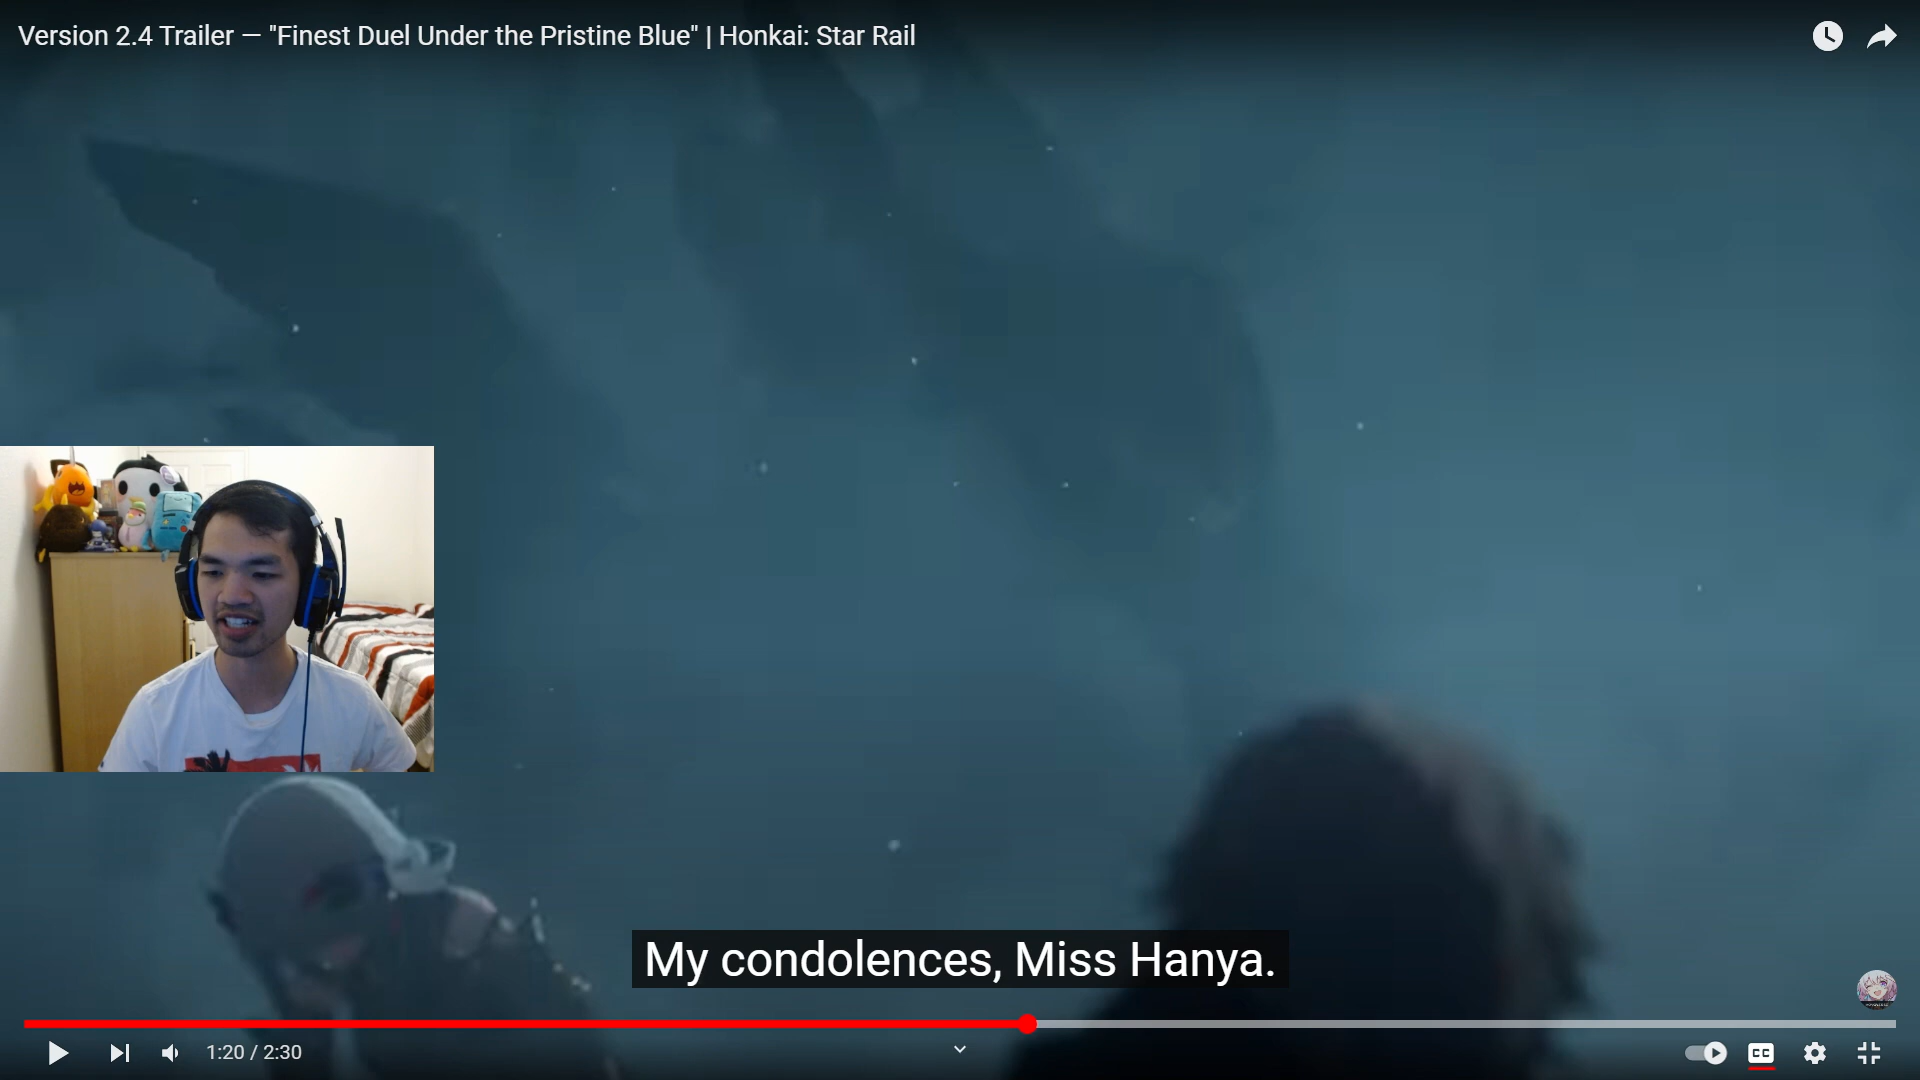 Version 2.4 Trailer — "Finest Duel Under the Pristine Blue" | Honkai: Star Rail
My condolences, Miss Hanya.
1:20 / 2:30
CC